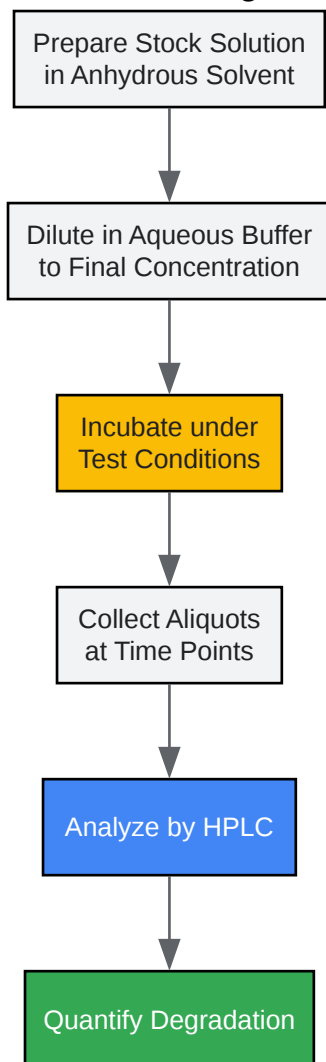 Prepare Stock Solution
in Anhydrous Solvent
Dilute in Aqueous Buffer
to Final Concentration
Incubate under
Test Conditions
Collect Aliquots
at Time Points
Analyze by HPLC
Quantify Degradation